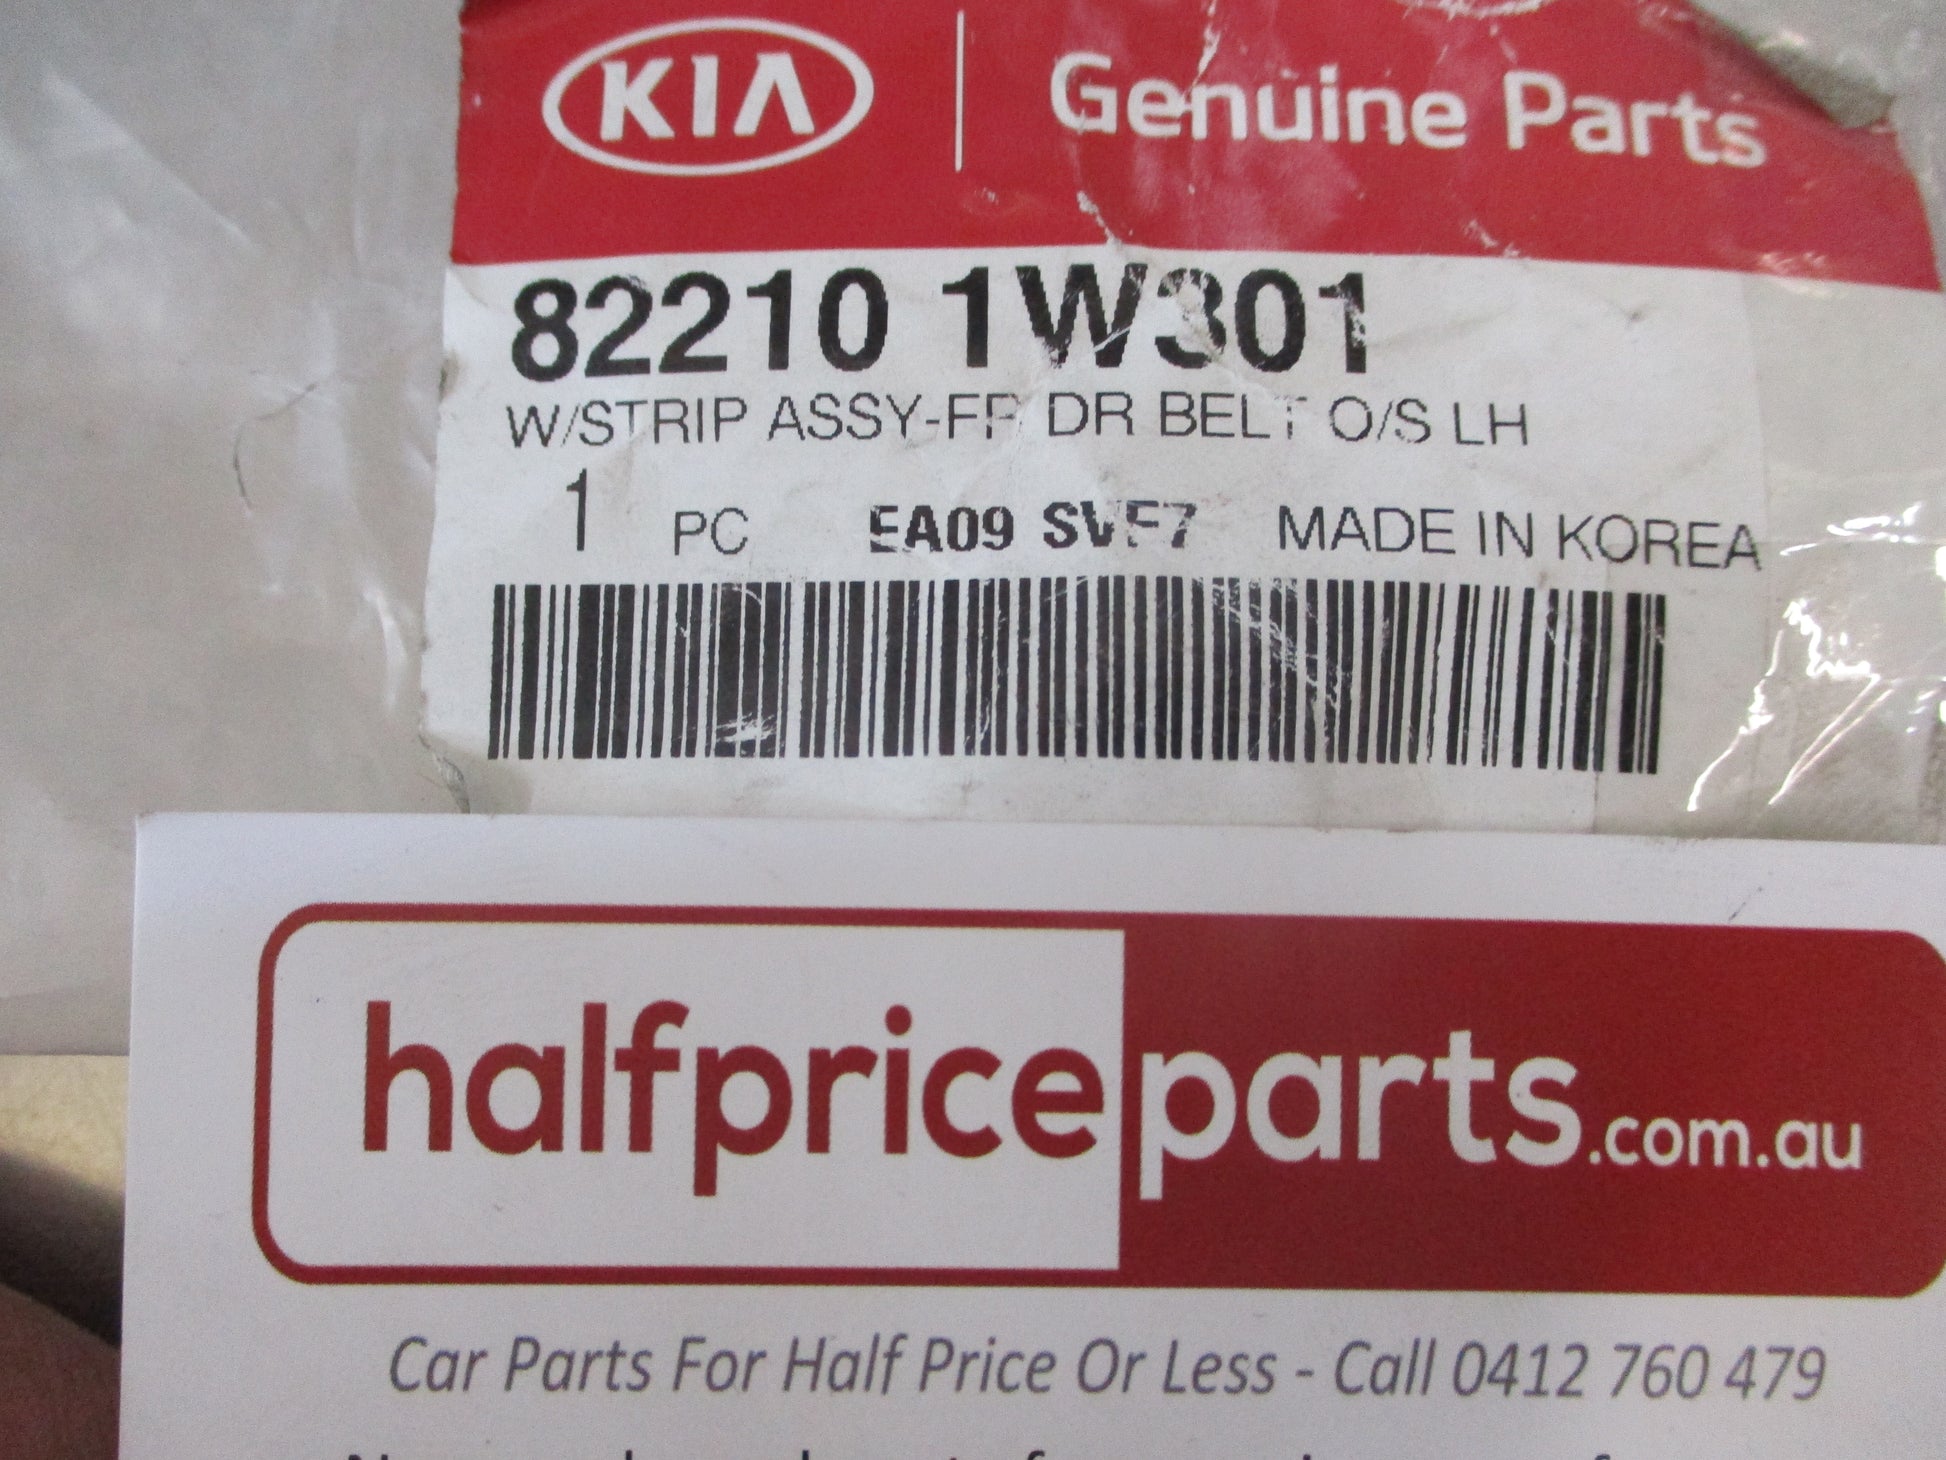 KIA Genuine Parts
82210 1W301
W/STRIP ASSY-FR DR BELT O/S LH
1 PC EA09 MADE IN KOREA
halfpriceparts.com.au
Car Parts For Half Price Or Less - Call 0412 760 479